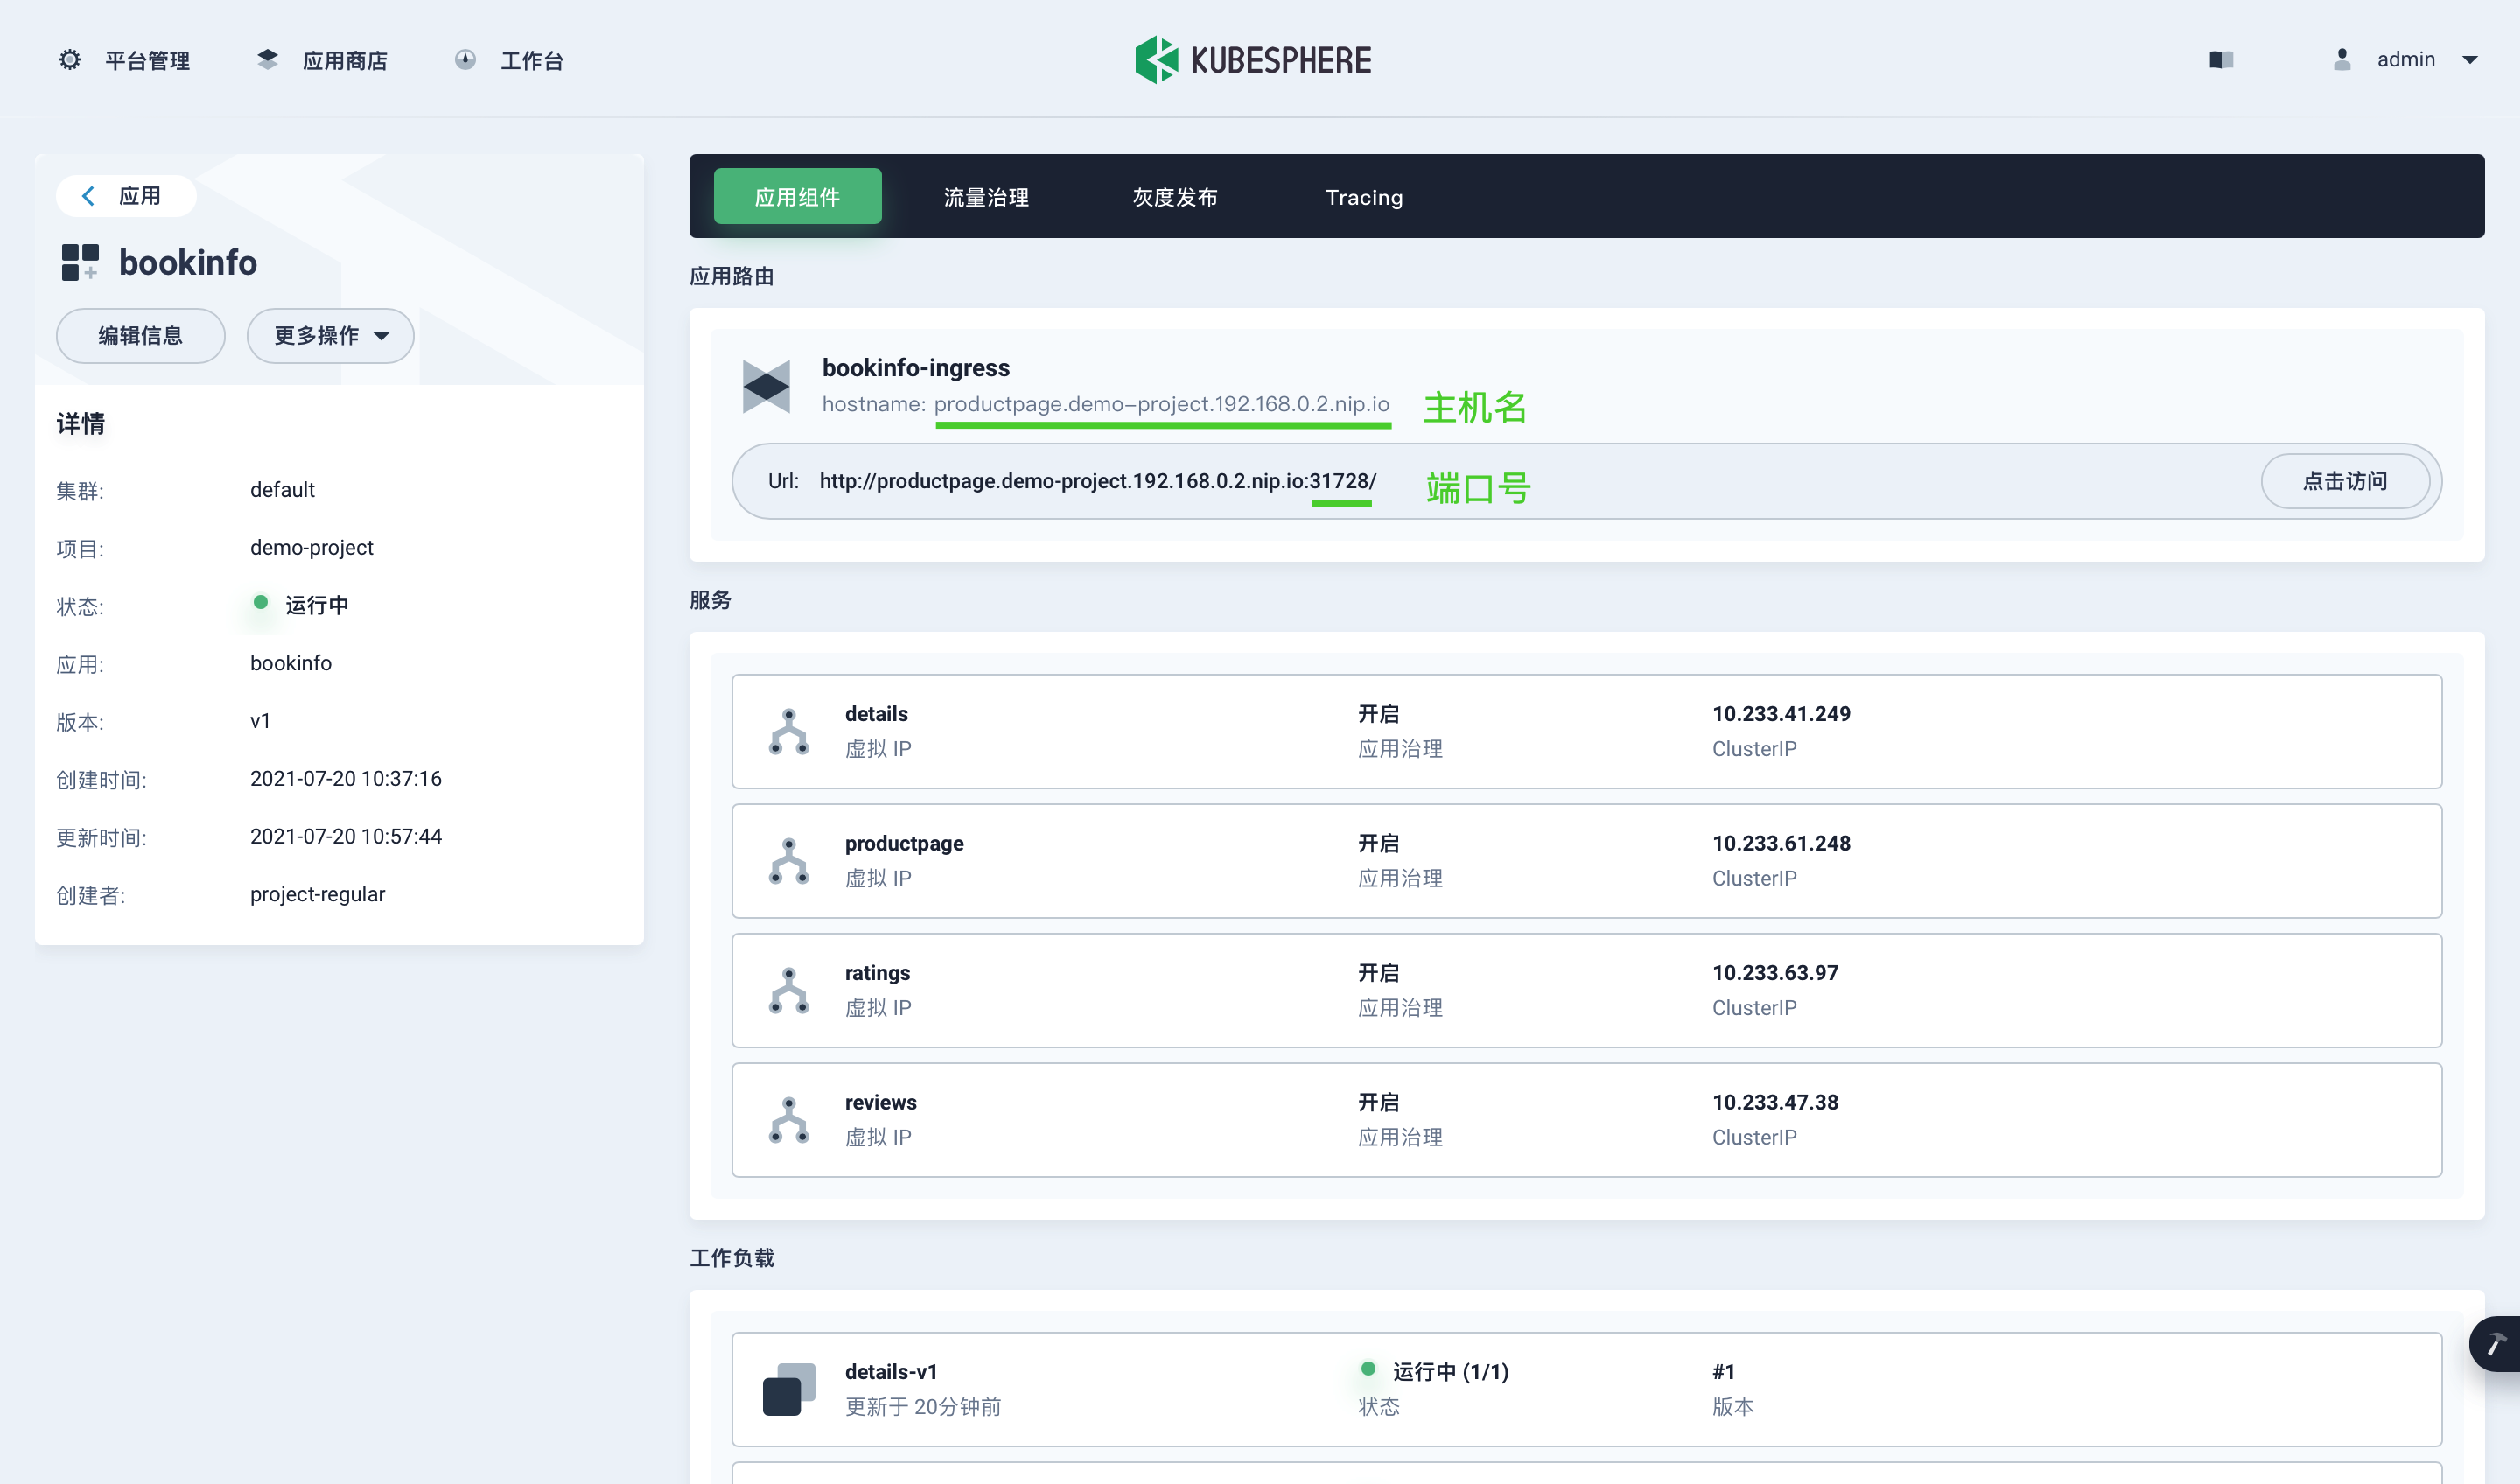 平台管理
应用商店
工作台
KUBESPHERE
admin
应用
bookinfo
编辑信息
更多操作
详情
集群: default
项目: demo-project
状态: 运行中
应用: bookinfo
版本: v1
创建时间: 2021-07-20 10:37:16
更新时间: 2021-07-20 10:57:44
创建者: project-regular
应用组件
流量治理
灰度发布
Tracing
应用路由
bookinfo-ingress
hostname: productpage.demo-project.192.168.0.2.nip.io
主机名
Url: http://productpage.demo-project.192.168.0.2.nip.io:31728/
端口号
点击访问
服务
details 开启 10.233.41.249
虚拟 IP 应用治理 ClusterIP
productpage 开启 10.233.61.248
虚拟 IP 应用治理 ClusterIP
ratings 开启 10.233.63.97
虚拟 IP 应用治理 ClusterIP
reviews 开启 10.233.47.38
虚拟 IP 应用治理 ClusterIP
工作负载
details-v1 运行中 (1/1) #1
更新于 20分钟前 状态 版本